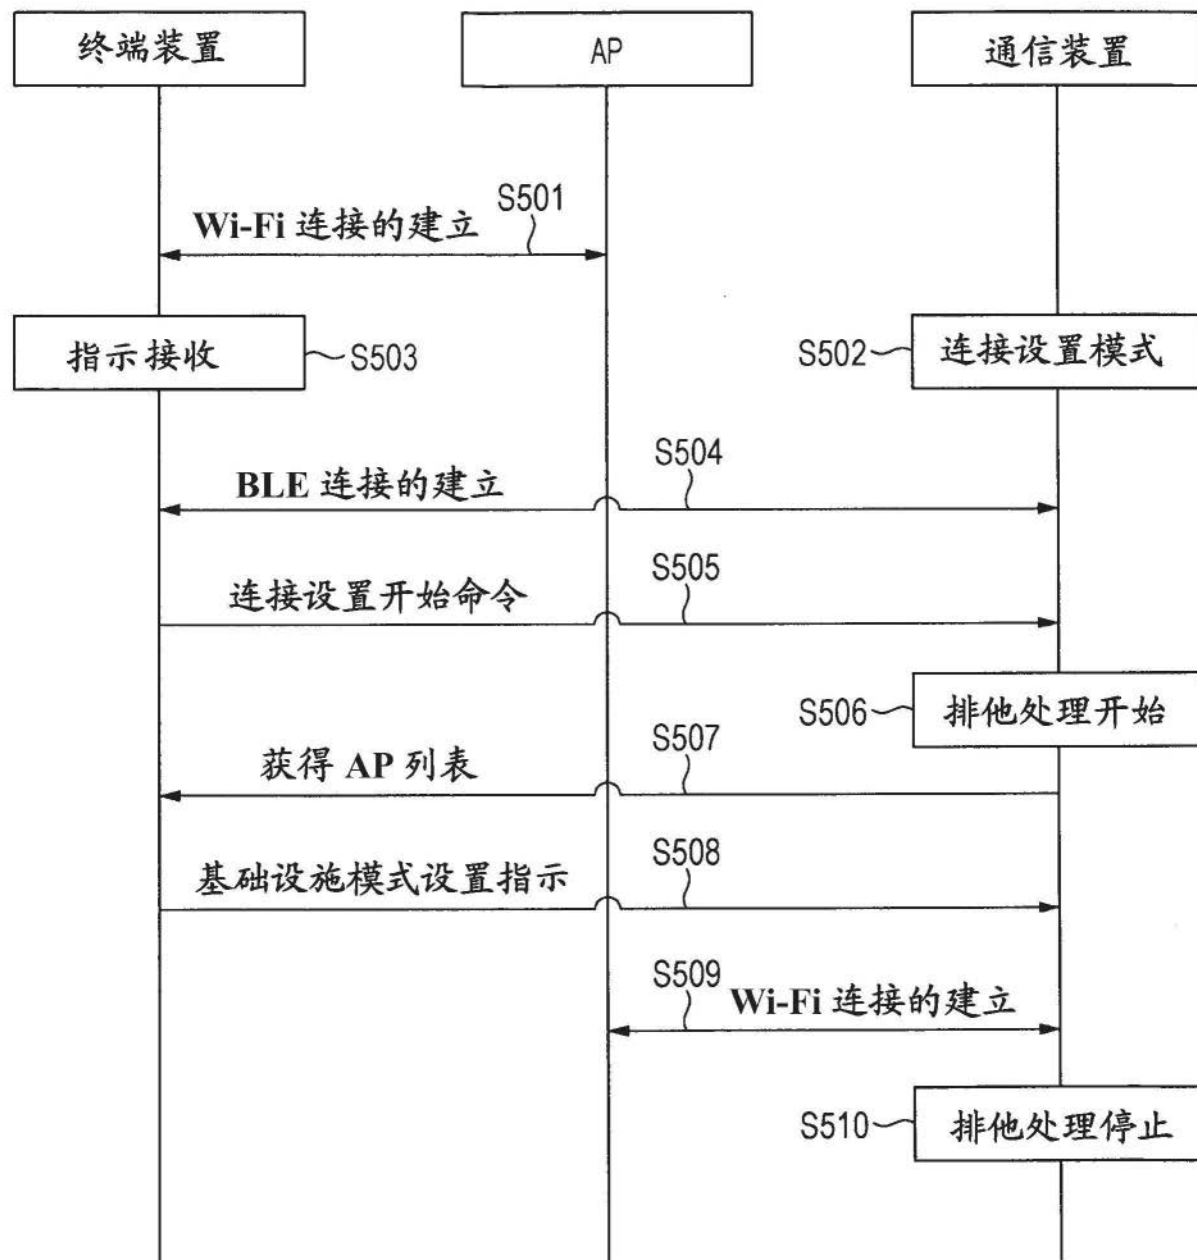 终端装置
AP
通信装置
S501
Wi-Fi 连接的建立
指示接收
S503
S502
连接设置模式
S504
BLE 连接的建立
S505
连接设置开始命令
S506
排他处理开始
S507
获得 AP 列表
S508
基础设施模式设置指示
S509
Wi-Fi 连接的建立
S510
排他处理停止